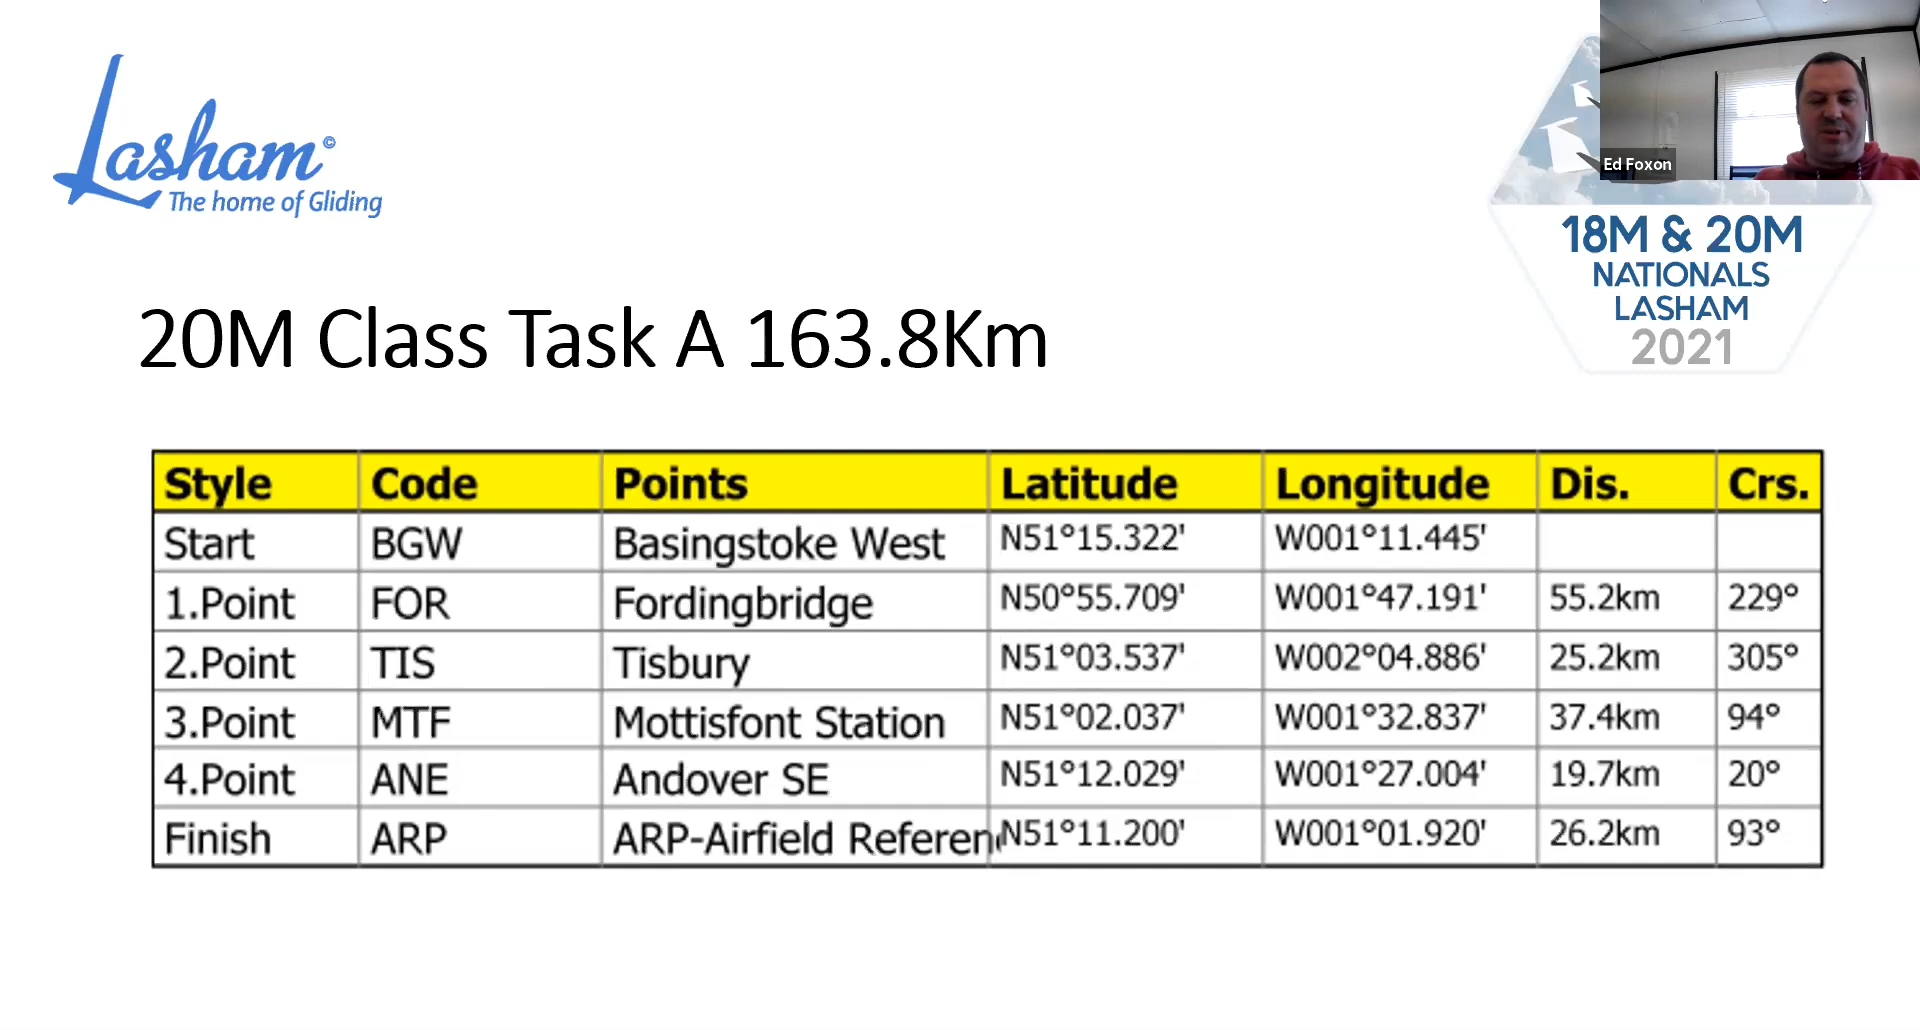 Lasham©
The home of Gliding
Ed Foxon
18M & 20M
NATIONALS
LASHAM
2021
20M Class Task A 163.8Km
Style Code Points Latitude Longitude Dis. Crs.
Start BGW Basingstoke West N51°15.322' W001°11.445'
1.Point FOR Fordingbridge N50°55.709' W001°47.191' 55.2km 229°
2.Point TIS Tisbury N51°03.537' W002°04.886' 25.2km 305°
3.Point MTF Mottisfont Station N51°02.037' W001°32.837' 37.4km 94°
4.Point ANE Andover SE N51°12.029' W001°27.004' 19.7km 20°
Finish ARP ARP-Airfield Referen N51°11.200' W001°01.920' 26.2km 93°